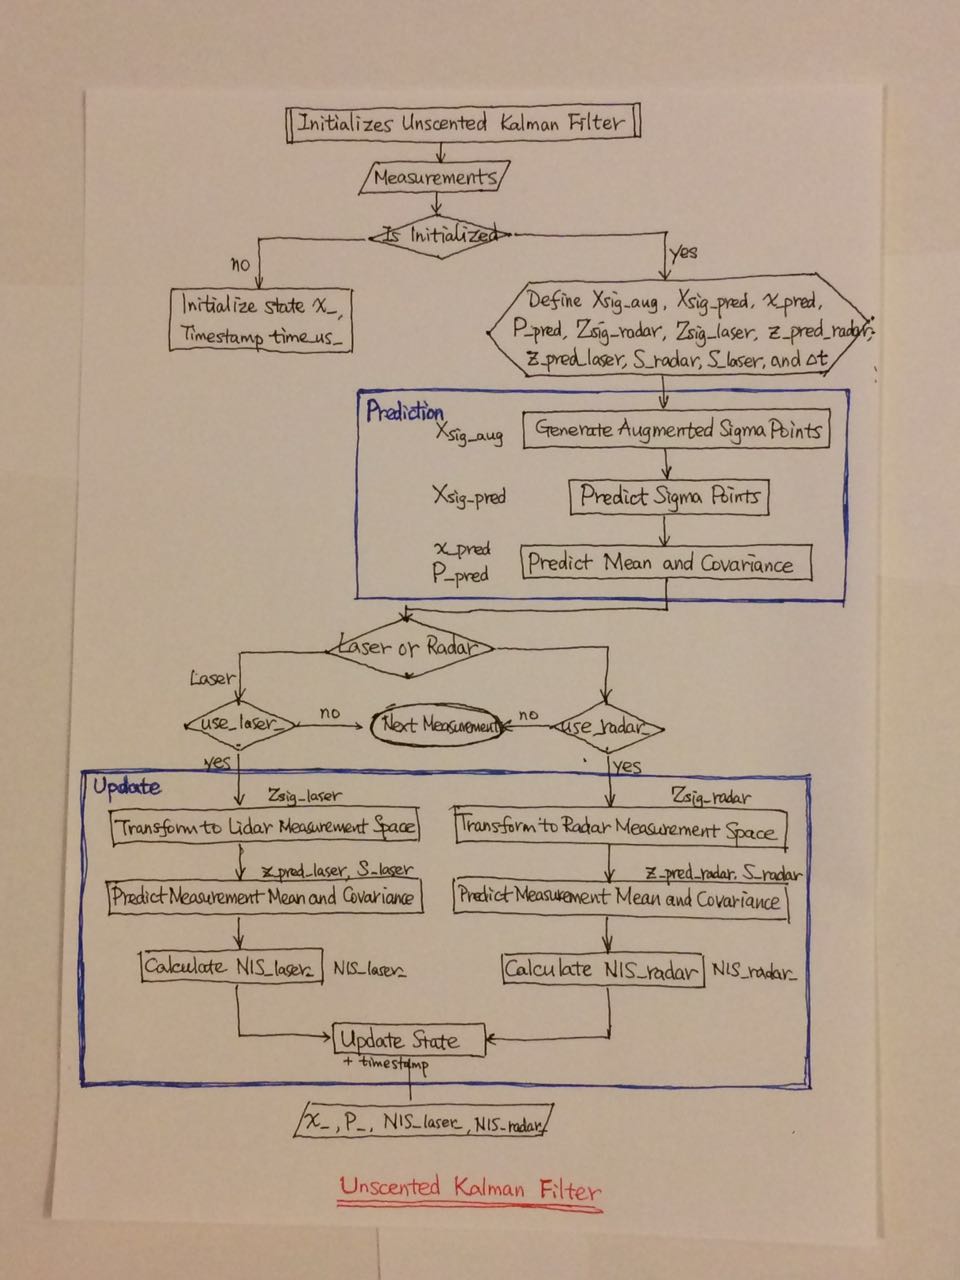 Initializes Unscented Kalman Filter
Measurements
Is Initialized
no
yes
Initialize state x_,
Timestamp time_us_
Define Xsig_aug, Xsig_pred, x_pred,
P_pred, Zsig_radar, Zsig_laser, z_pred_radar,
z_pred_laser, S_radar, S_laser, and Δt
Prediction
Xsig_aug
Generate Augmented Sigma Points
Xsig_pred
Predict Sigma Points
x_pred
P_pred
Predict Mean and Covariance
Laser or Radar
Laser
use_laser_
no
Next Measurement
no
use_radar_
yes
yes
Update
Zsig_laser
Zsig_radar
Transform to Lidar Measurement Space
Transform to Radar Measurement Space
z_pred_laser, S_laser
z_pred_radar, S_radar
Predict Measurement Mean and Covariance
Predict Measurement Mean and Covariance
Calculate NIS_laser_
NIS_laser_
Calculate NIS_radar
NIS_radar_
Update State
+ timestamp
x_, P_, NIS_laser_, NIS_radar_
Unscented Kalman Filter